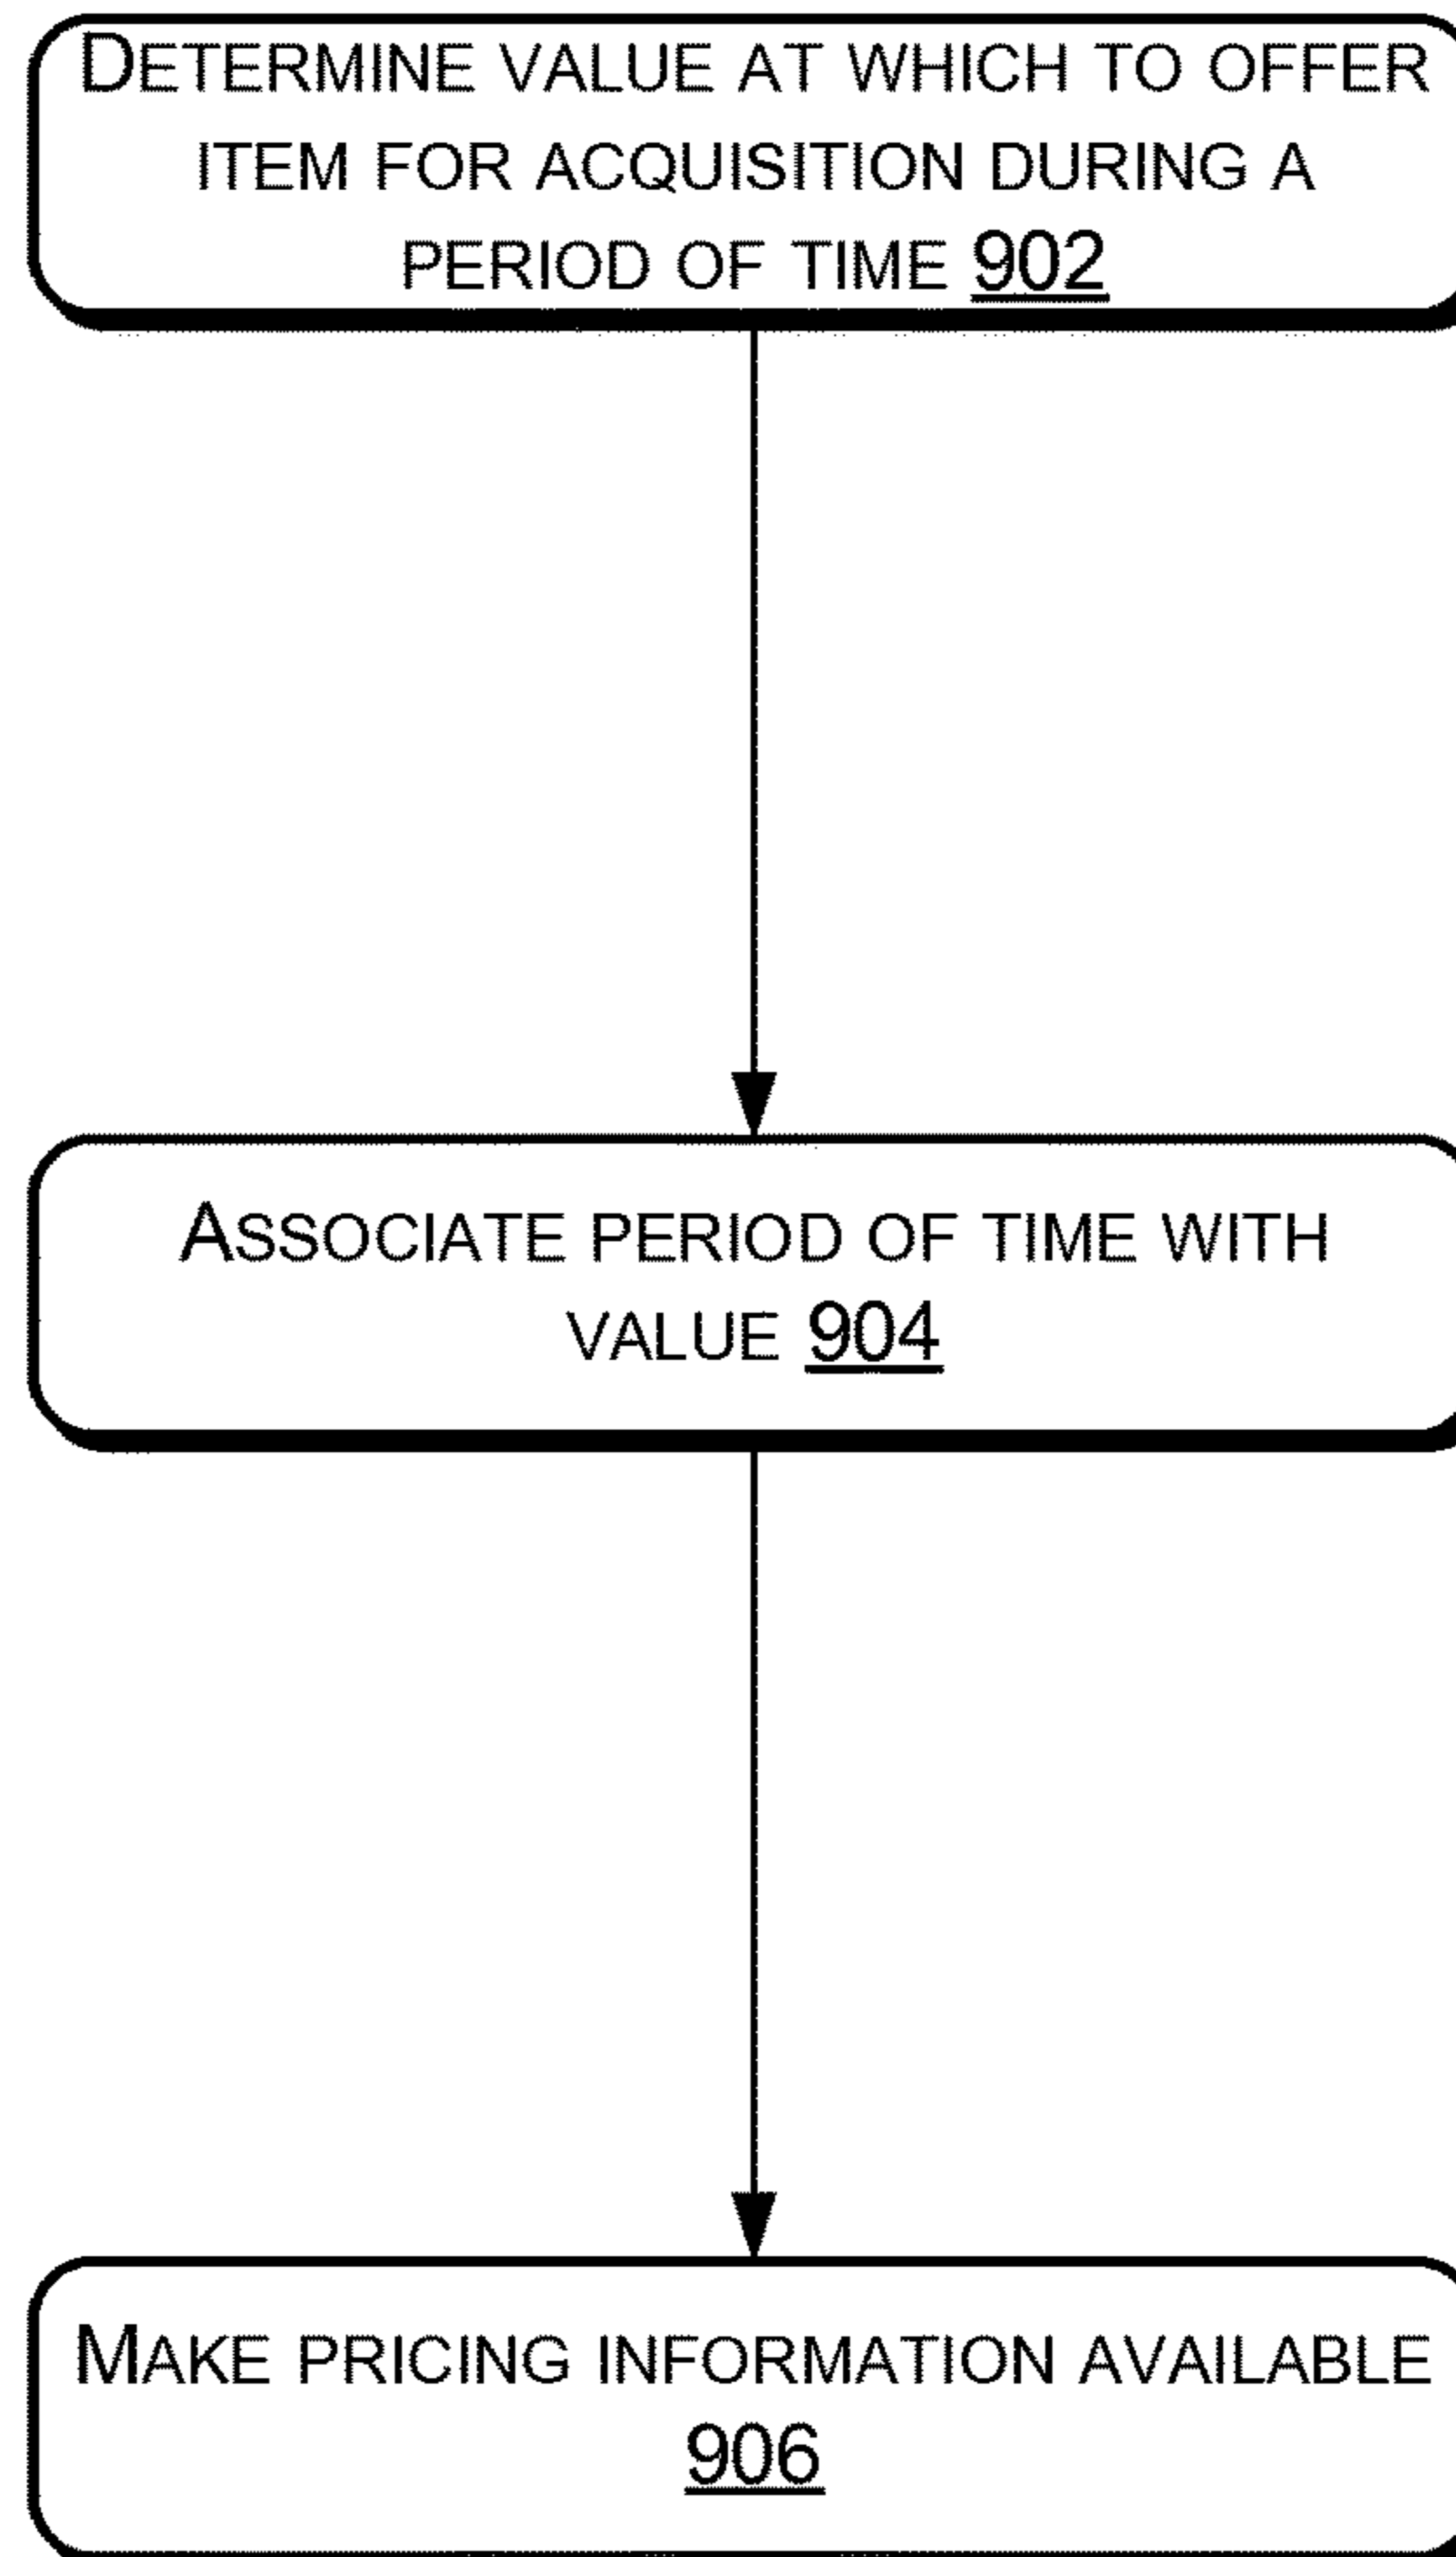 DETERMINE VALUE AT WHICH TO OFFER
ITEM FOR ACQUISITION DURING A
PERIOD OF TIME 902
ASSOCIATE PERIOD OF TIME WITH
VALUE 904
MAKE PRICING INFORMATION AVAILABLE
906